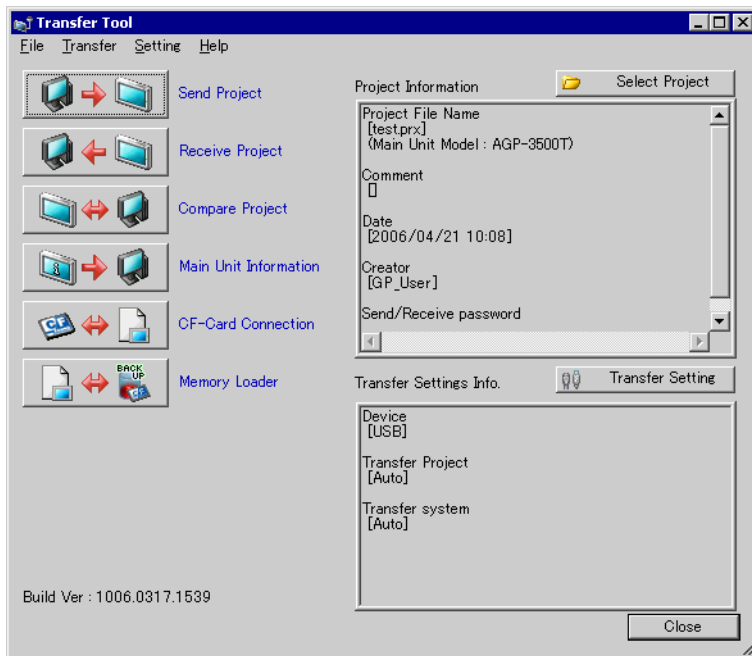 Transfer Tool
File Transfer Setting Help
Send Project
Receive Project
Compare Project
Main Unit Information
CF
CF-Card Connection
BACK
UP
CF
Memory Loader
Build Ver : 1006.0317.1539
Project Information
Select Project
Project File Name
[test.prx]
(Main Unit Model : AGP-3500T)
Comment
[]
Date
[2006/04/21 10:08]
Creator
[GP_User]
Send/Receive password
Transfer Settings Info.
Transfer Setting
Device
[USB]
Transfer Project
[Auto]
Transfer system
[Auto]
Close